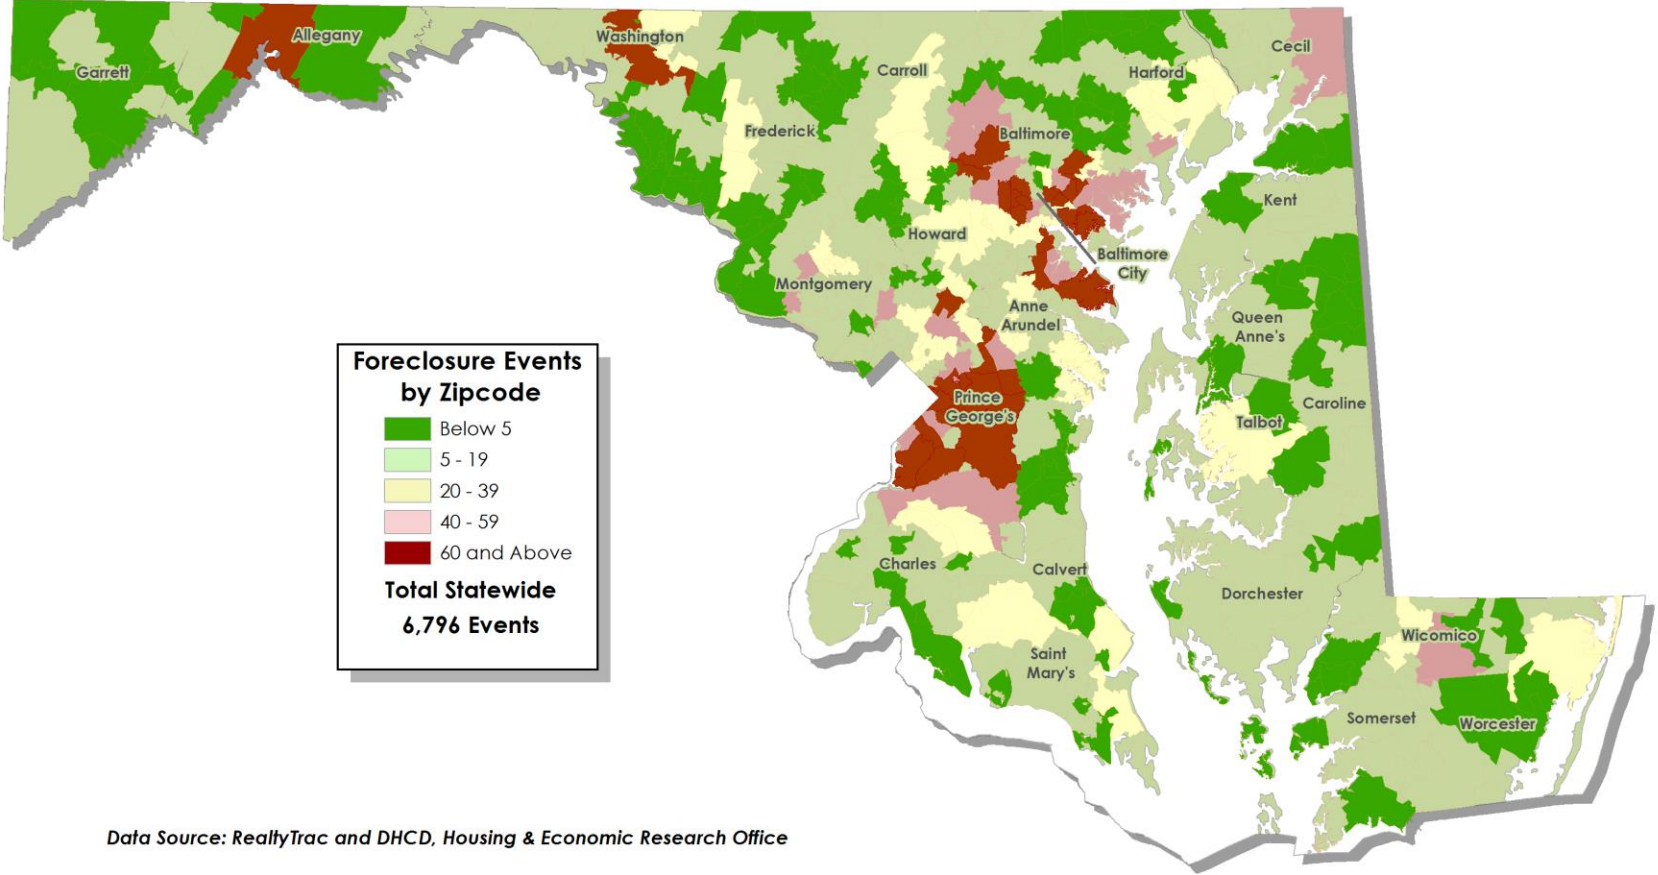 Garrett
Allegany
Washington
Frederick
Carroll
Baltimore
Harford
Cecil
Kent
Howard
Baltimore
City
Montgomery
Anne
Arundel
Queen
Anne's
Prince
George's
Talbot
Caroline
Charles
Calvert
Dorchester
Saint
Mary's
Wicomico
Somerset
Worcester
Foreclosure Events
by Zipcode
Below 5
5 - 19
20 - 39
40 - 59
60 and Above
Total Statewide
6,796 Events
Data Source: RealtyTrac and DHCD, Housing & Economic Research Office